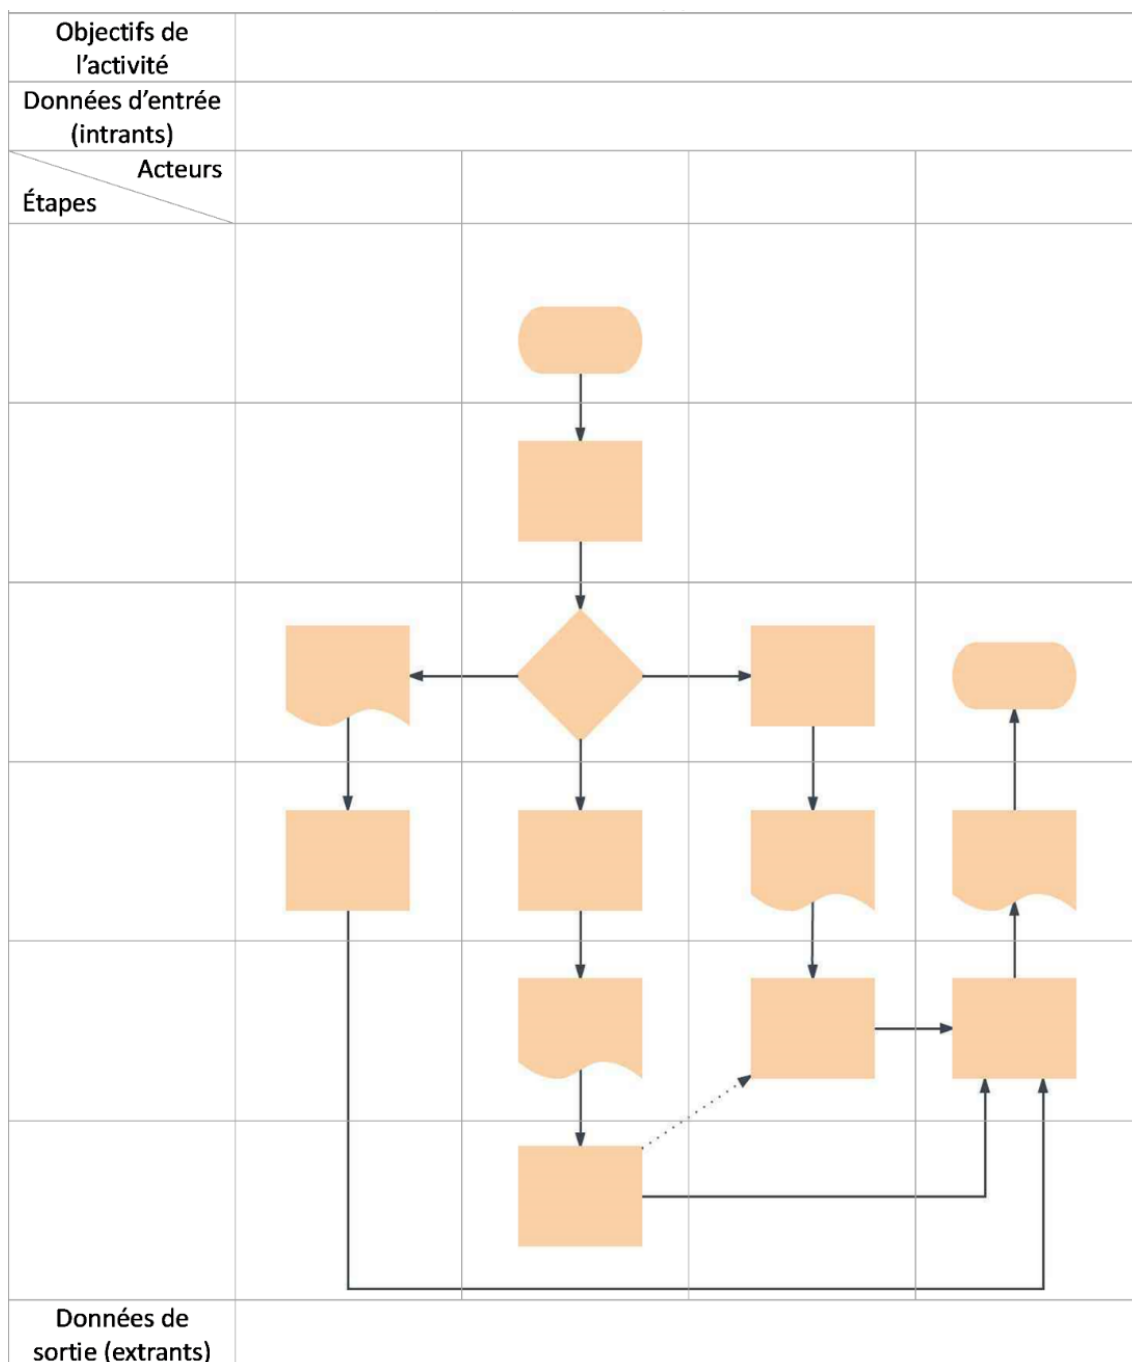 Objectifs de
l’activité
Données d’entrée
(intrants)
Acteurs
Étapes
Données de
sortie (extrants)